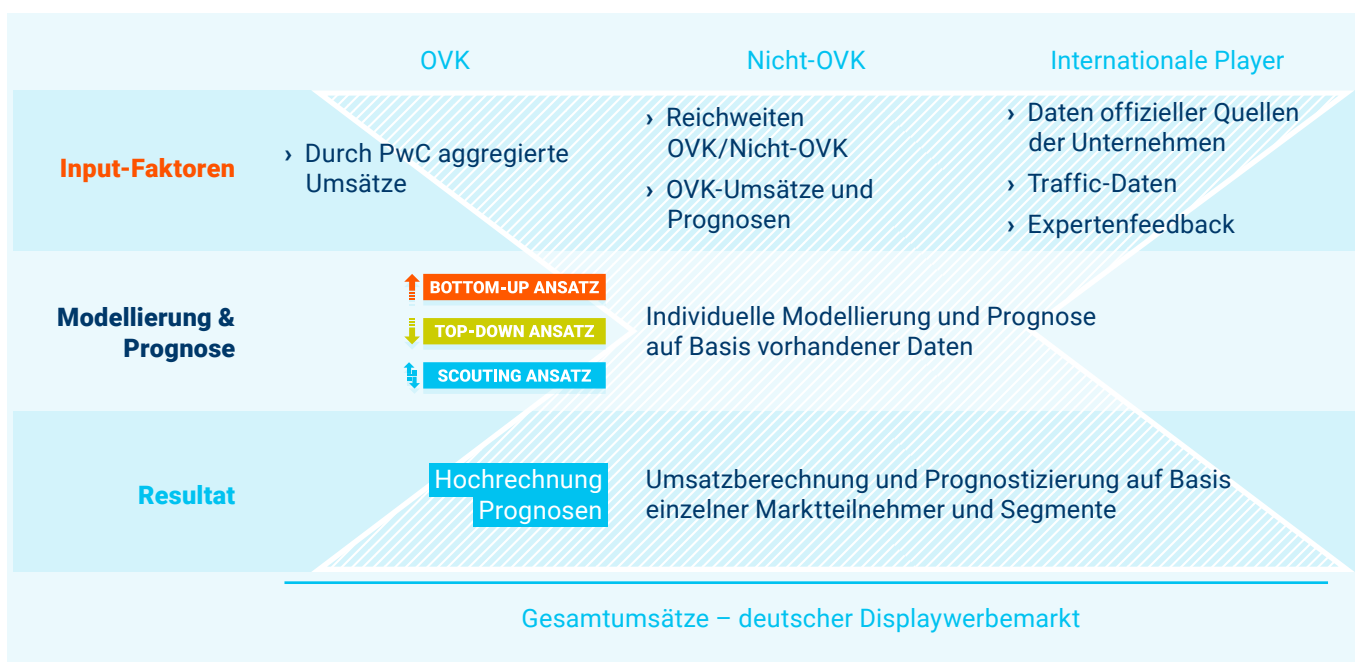 OVK
Nicht-OVK
Internationale Player
Input-Faktoren
› Durch PwC aggregierte
Umsätze
› Reichweiten
OVK/Nicht-OVK
› OVK-Umsätze und
Prognosen
› Daten offizieller Quellen
der Unternehmen
› Traffic-Daten
› Expertenfeedback
Modellierung &
Prognose
BOTTOM-UP ANSATZ
TOP-DOWN ANSATZ
SCOUTING ANSATZ
Individuelle Modellierung und Prognose
auf Basis vorhandener Daten
Resultat
Hochrechnung
Prognosen
Umsatzberechnung und Prognostizierung auf Basis
einzelner Marktteilnehmer und Segmente
Gesamtumsätze – deutscher Displaywerbemarkt